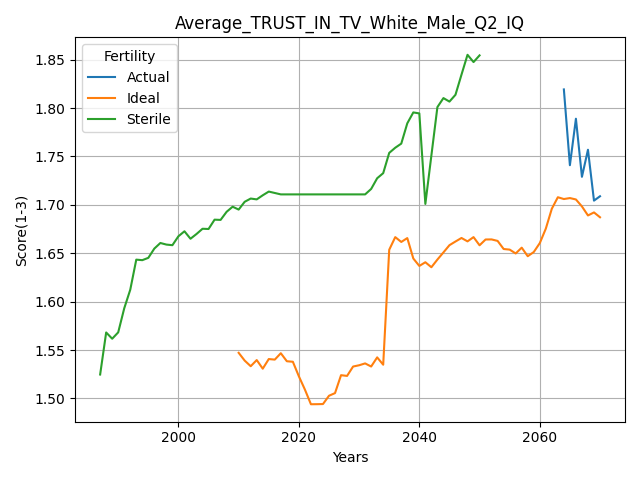 Average_TRUST_IN_TV_White_Male_Q2_IQ
Fertility
Actual
Ideal
Sterile
Score(1-3)
1.85
1.80
1.75
1.70
1.65
1.60
1.55
1.50
2000
2020
2040
2060
Years